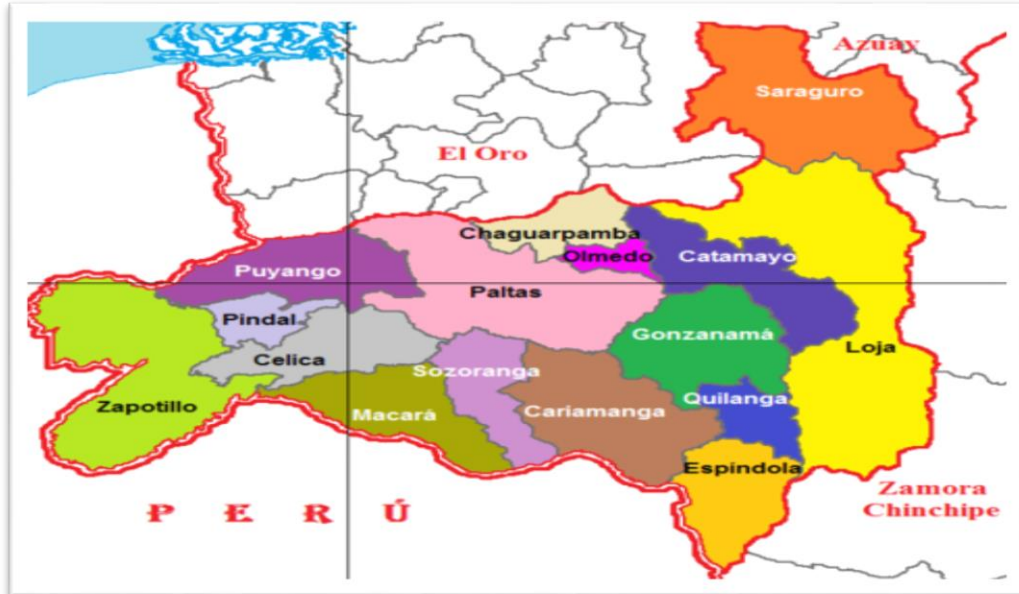 Azuay
Saraguro
El Oro
Chaguarpamba
Olmedo
Catamayo
Puyango
Paltas
Pindal
Gonzanamá
Loja
Celica
Sozoranga
Zapotillo
Macará
Cariamanga
Quilanga
Espíndola
Zamora
Chinchipe
PERÚ